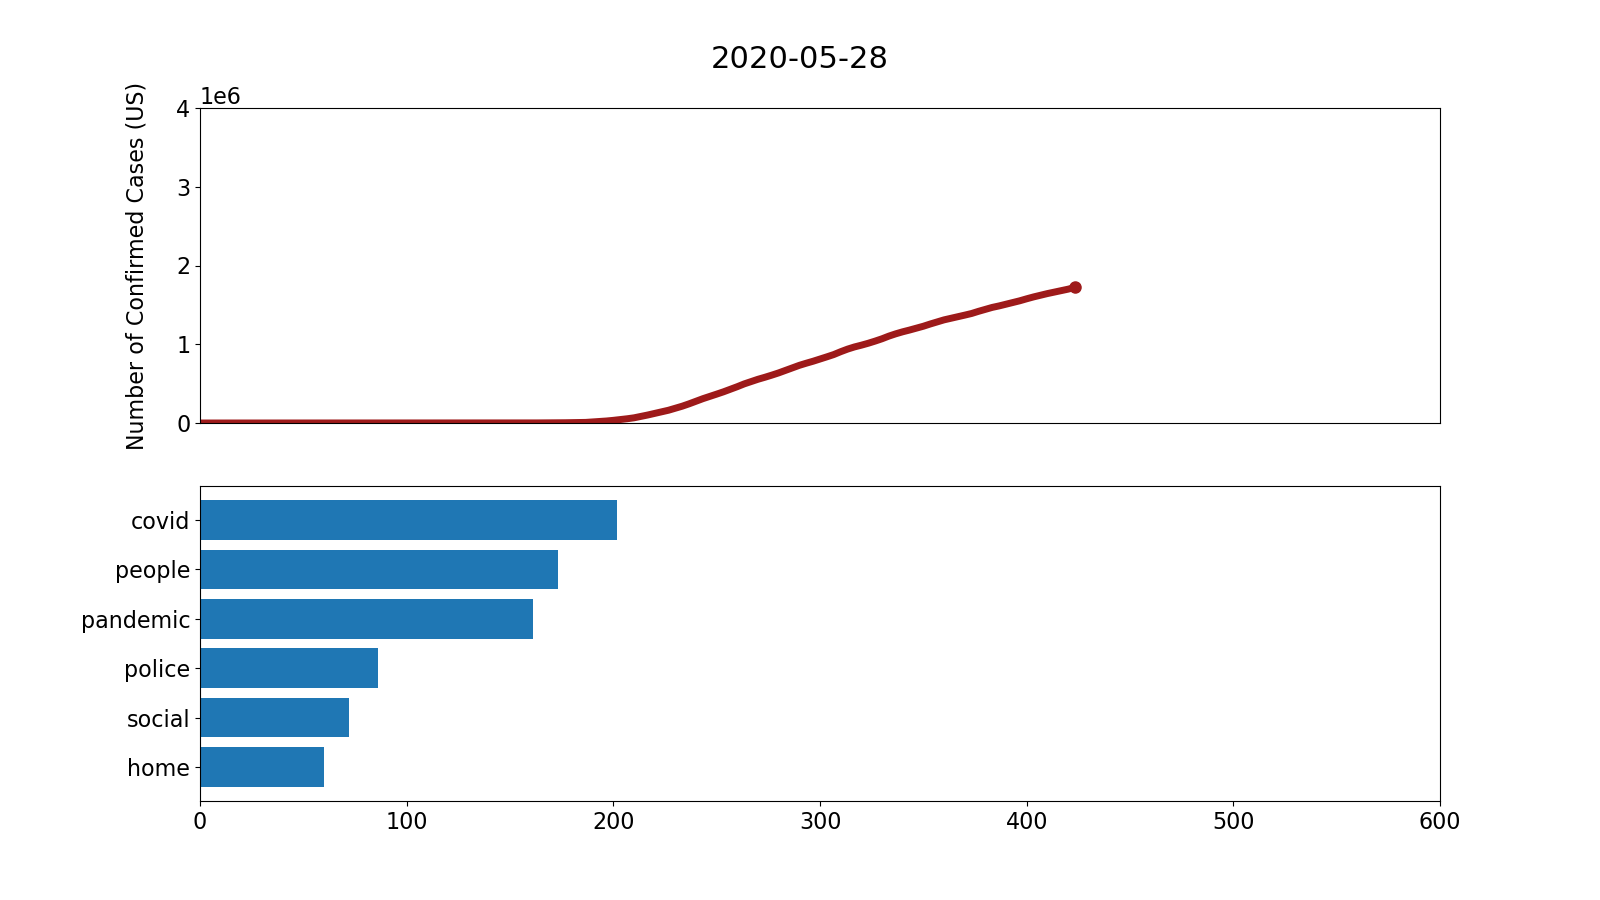 2020-05-28
1e6
Number of Confirmed Cases (US)
4
3
2
1
0
covid
people
pandemic
police
social
home
0 100 200 300 400 500 600